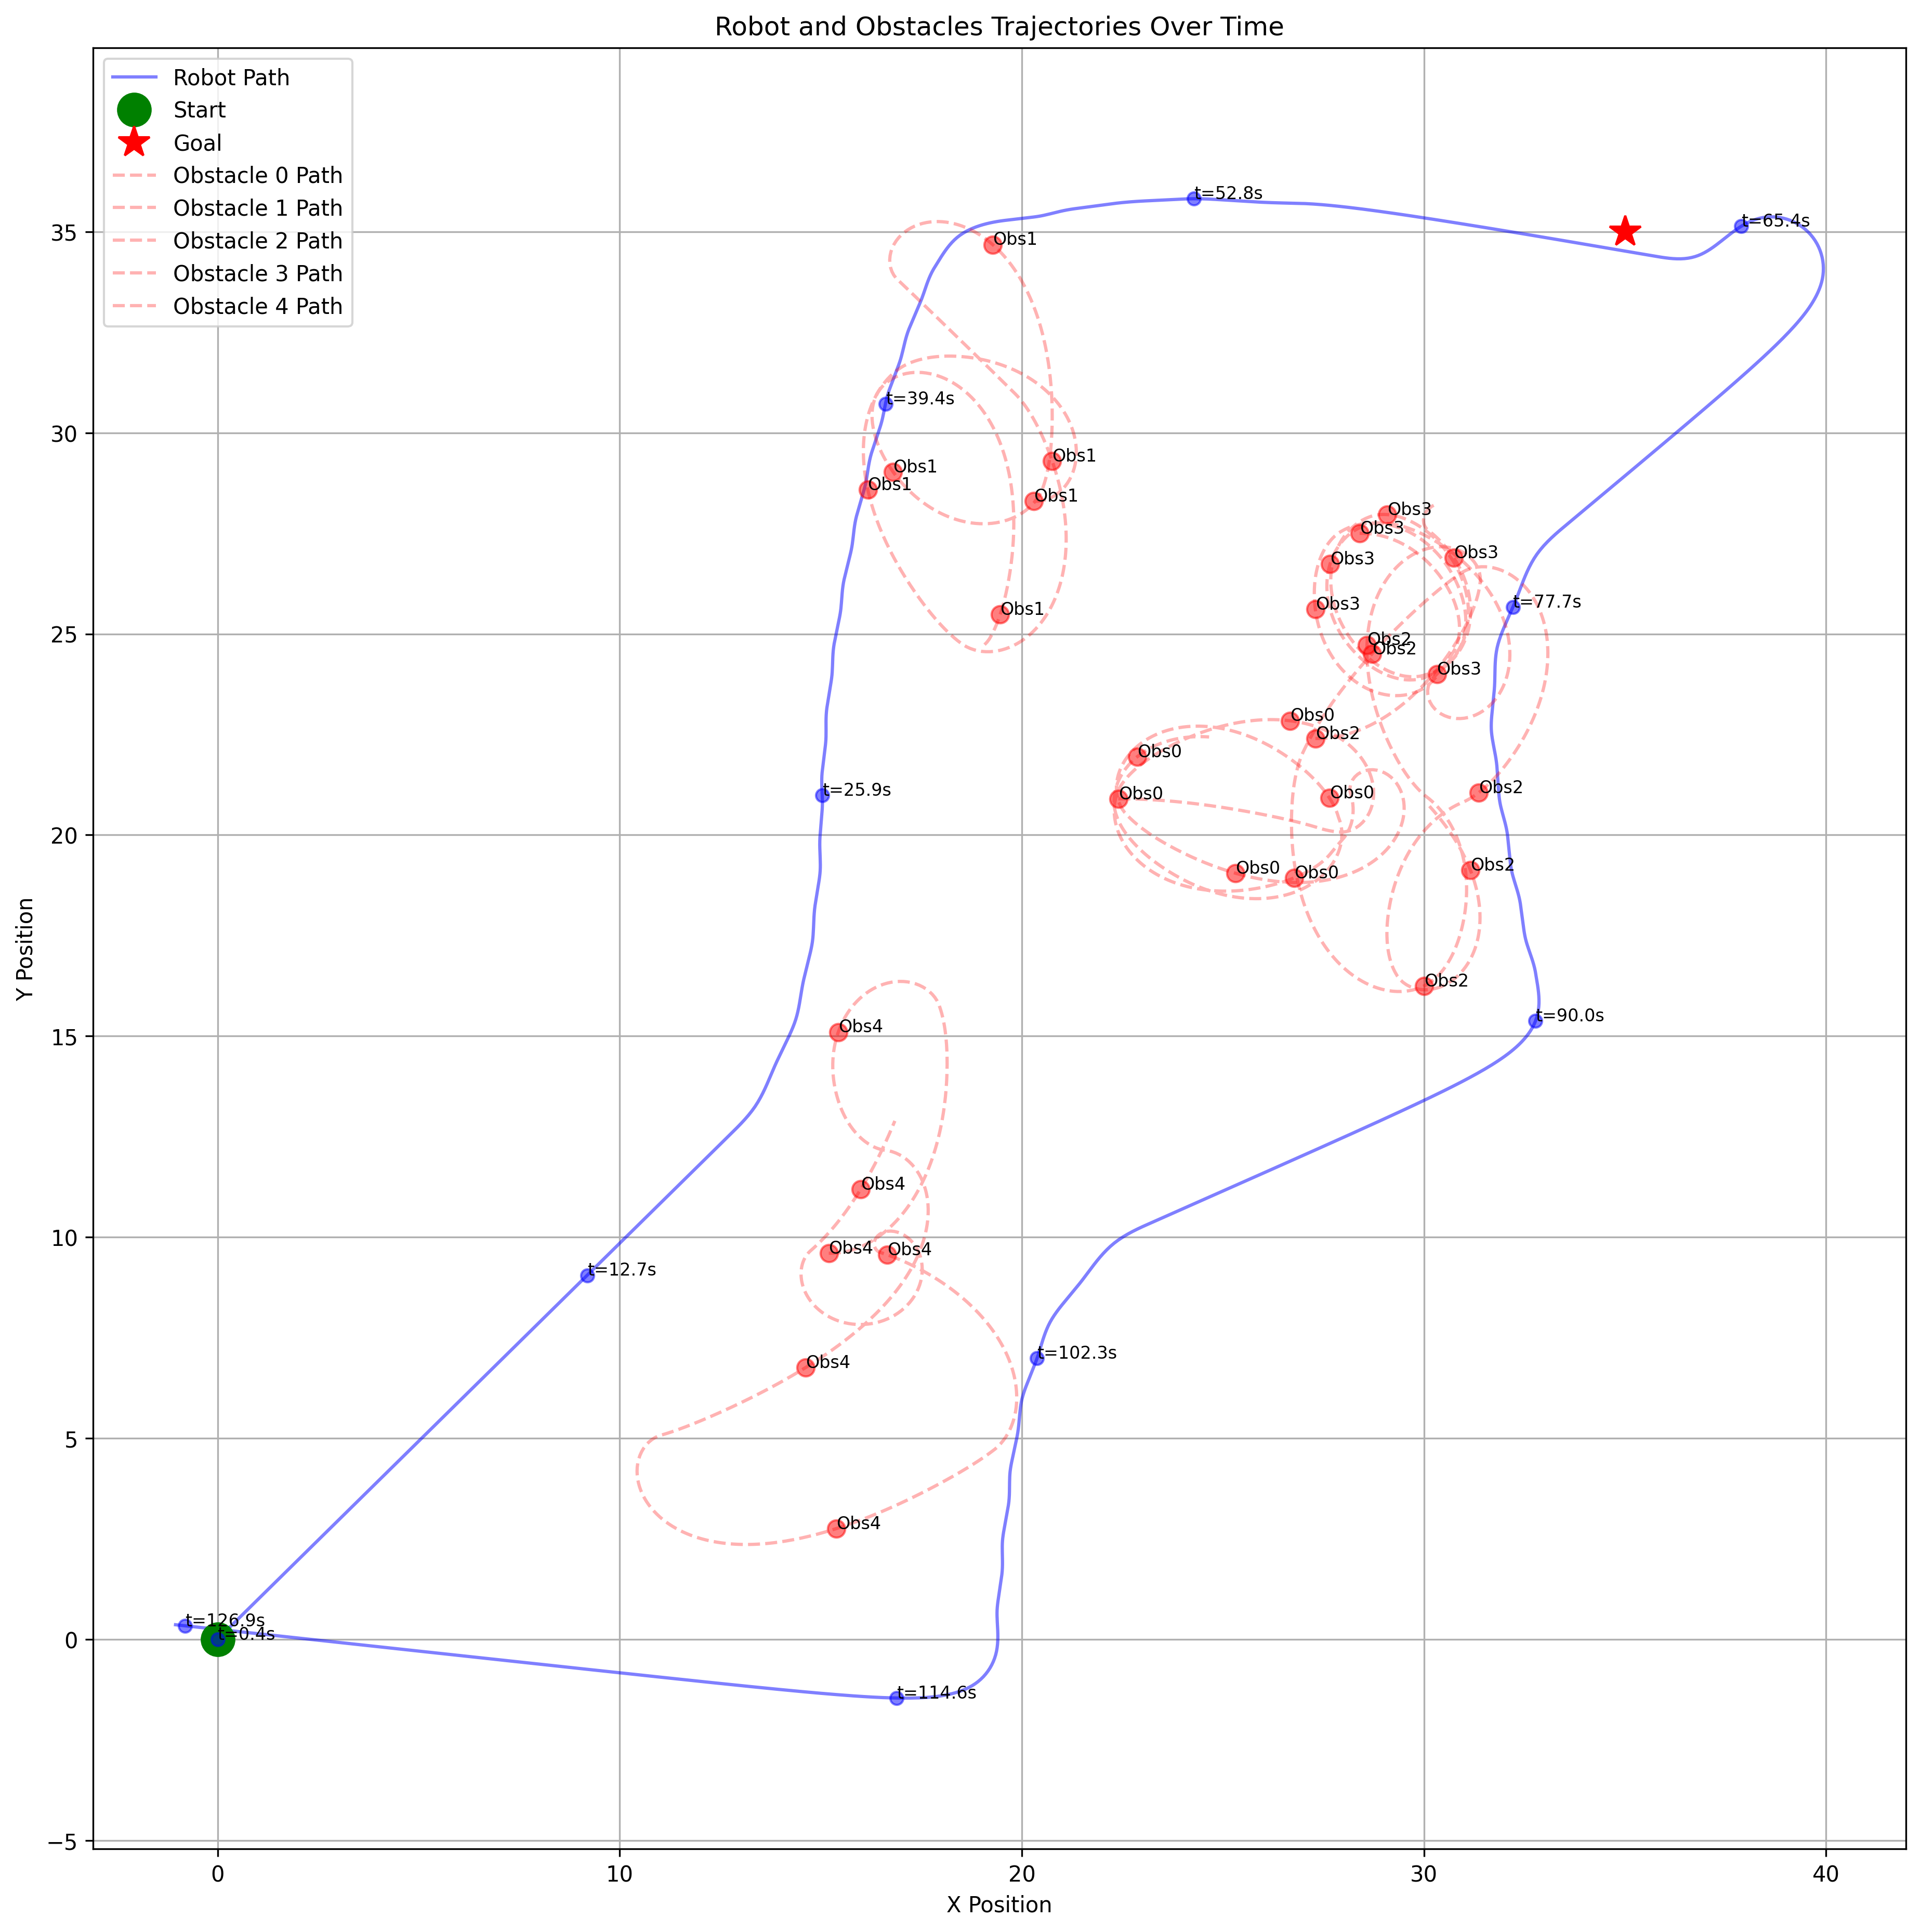 Robot and Obstacles Trajectories Over Time
Robot Path
Start
Goal
Obstacle 0 Path
Obstacle 1 Path
Obstacle 2 Path
Obstacle 3 Path
Obstacle 4 Path
t=52.8s
t=65.4s
Obs1
t=39.4s
Obs1
Obs1
Obs1
Obs1
Obs1
Obs3
Obs3
Obs3
Obs3
Obs3
Obs3
t=77.7s
Obs2
Obs2
Obs0
Obs2
Obs0
Obs0
Obs0
Obs2
t=25.9s
Obs0
Obs0
Obs2
Obs2
t=90.0s
Obs4
Obs4
Obs4
Obs4
t=12.7s
t=102.3s
Obs4
Obs4
t=126.9s
t=0.4s
t=114.6s
35
30
25
20
15
10
5
0
−5
Y Position
0
10
20
30
40
X Position